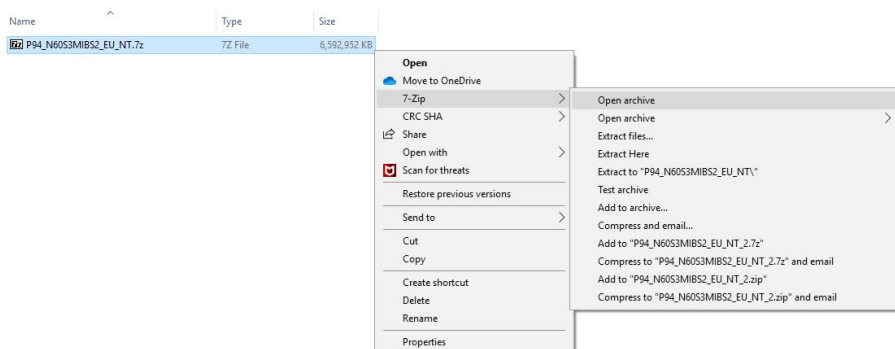 Name Type Size
P94_N60S3MIBS2_EU_NT.7z 7Z File 6,592,952 KB
Open
Move to OneDrive
7-Zip
CRC SHA
Share
Open with
Scan for threats
Restore previous versions
Send to
Cut
Copy
Create shortcut
Delete
Rename
Properties
Open archive
Open archive
Extract files...
Extract Here
Extract to "P94_N60S3MIBS2_EU_NT\"
Test archive
Add to archive...
Compress and email...
Add to "P94_N60S3MIBS2_EU_NT_2.7z"
Compress to "P94_N60S3MIBS2_EU_NT_2.7z" and email
Add to "P94_N60S3MIBS2_EU_NT_2.zip"
Compress to "P94_N60S3MIBS2_EU_NT_2.zip" and email